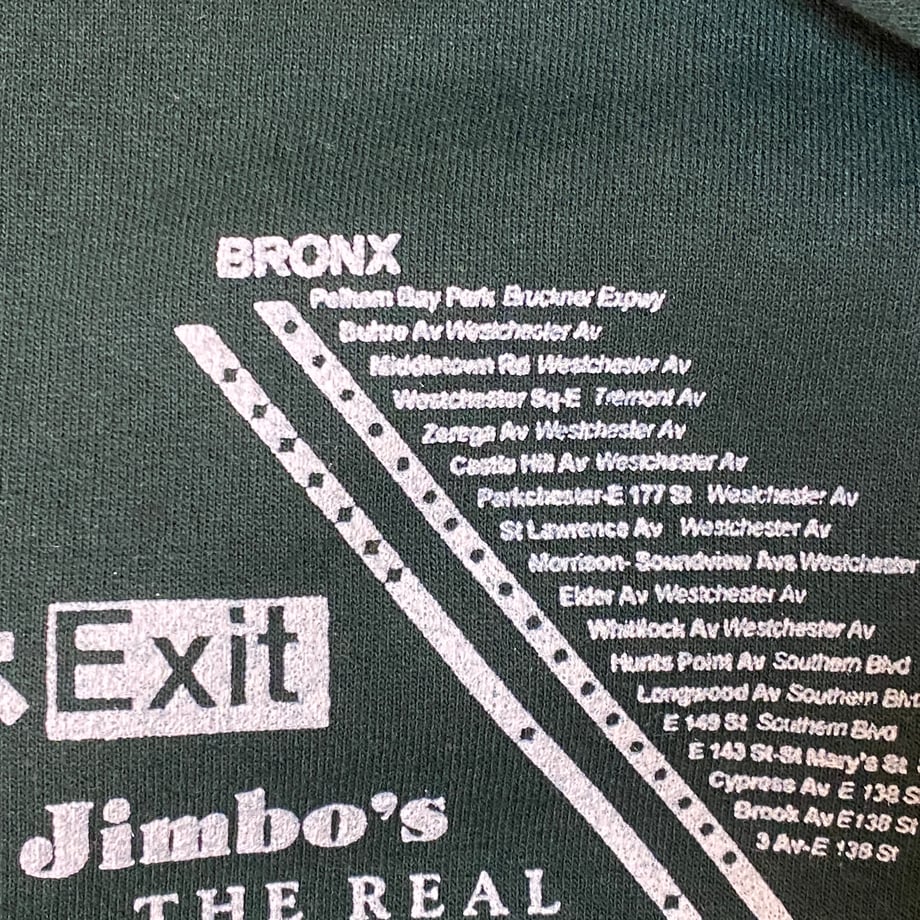 BRONX
Pelham Bay Park Bruckner Expwy
Buhre Av Westchester Av
Middletown Rd Westchester Av
Westchester Sq-E Tremont Av
Zerega Av Westchester Av
Castle Hill Av Westchester Av
Parkchester-E 177 St Westchester Av
St Lawrence Av Westchester Av
Morrison- Soundview Avs Westchester
Elder Av Westchester Av
Whitlock Av Westchester Av
Hunts Point Av Southern Blvd
Longwood Av Southern Blv
E 149 St Southern Blvd
E 143 St-St Mary's St
Cypress Av E 138 S
Brook Av E138 St
3 Av-E 138 St
Exit
Jimbo's
THE REAL